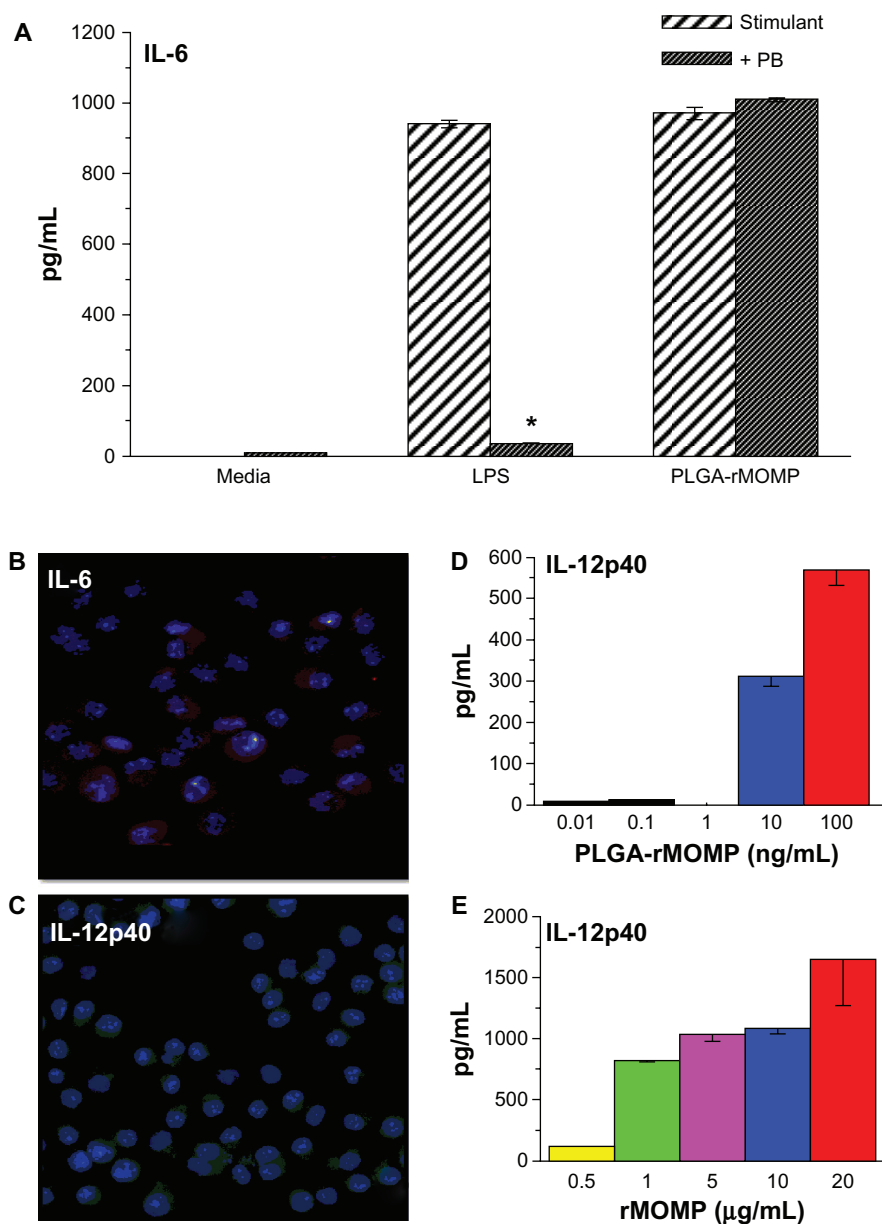 A
IL-6
Stimulant
+ PB
1200
1000
800
600
400
200
0
pg/mL
Media LPS PLGA-rMOMP
*
B
IL-6
C
IL-12p40
D
IL-12p40
600
500
400
300
200
100
0
pg/mL
0.01 0.1 1 10 100
PLGA-rMOMP (ng/mL)
E
IL-12p40
2000
1500
1000
500
0
pg/mL
0.5 1 5 10 20
rMOMP (µg/mL)